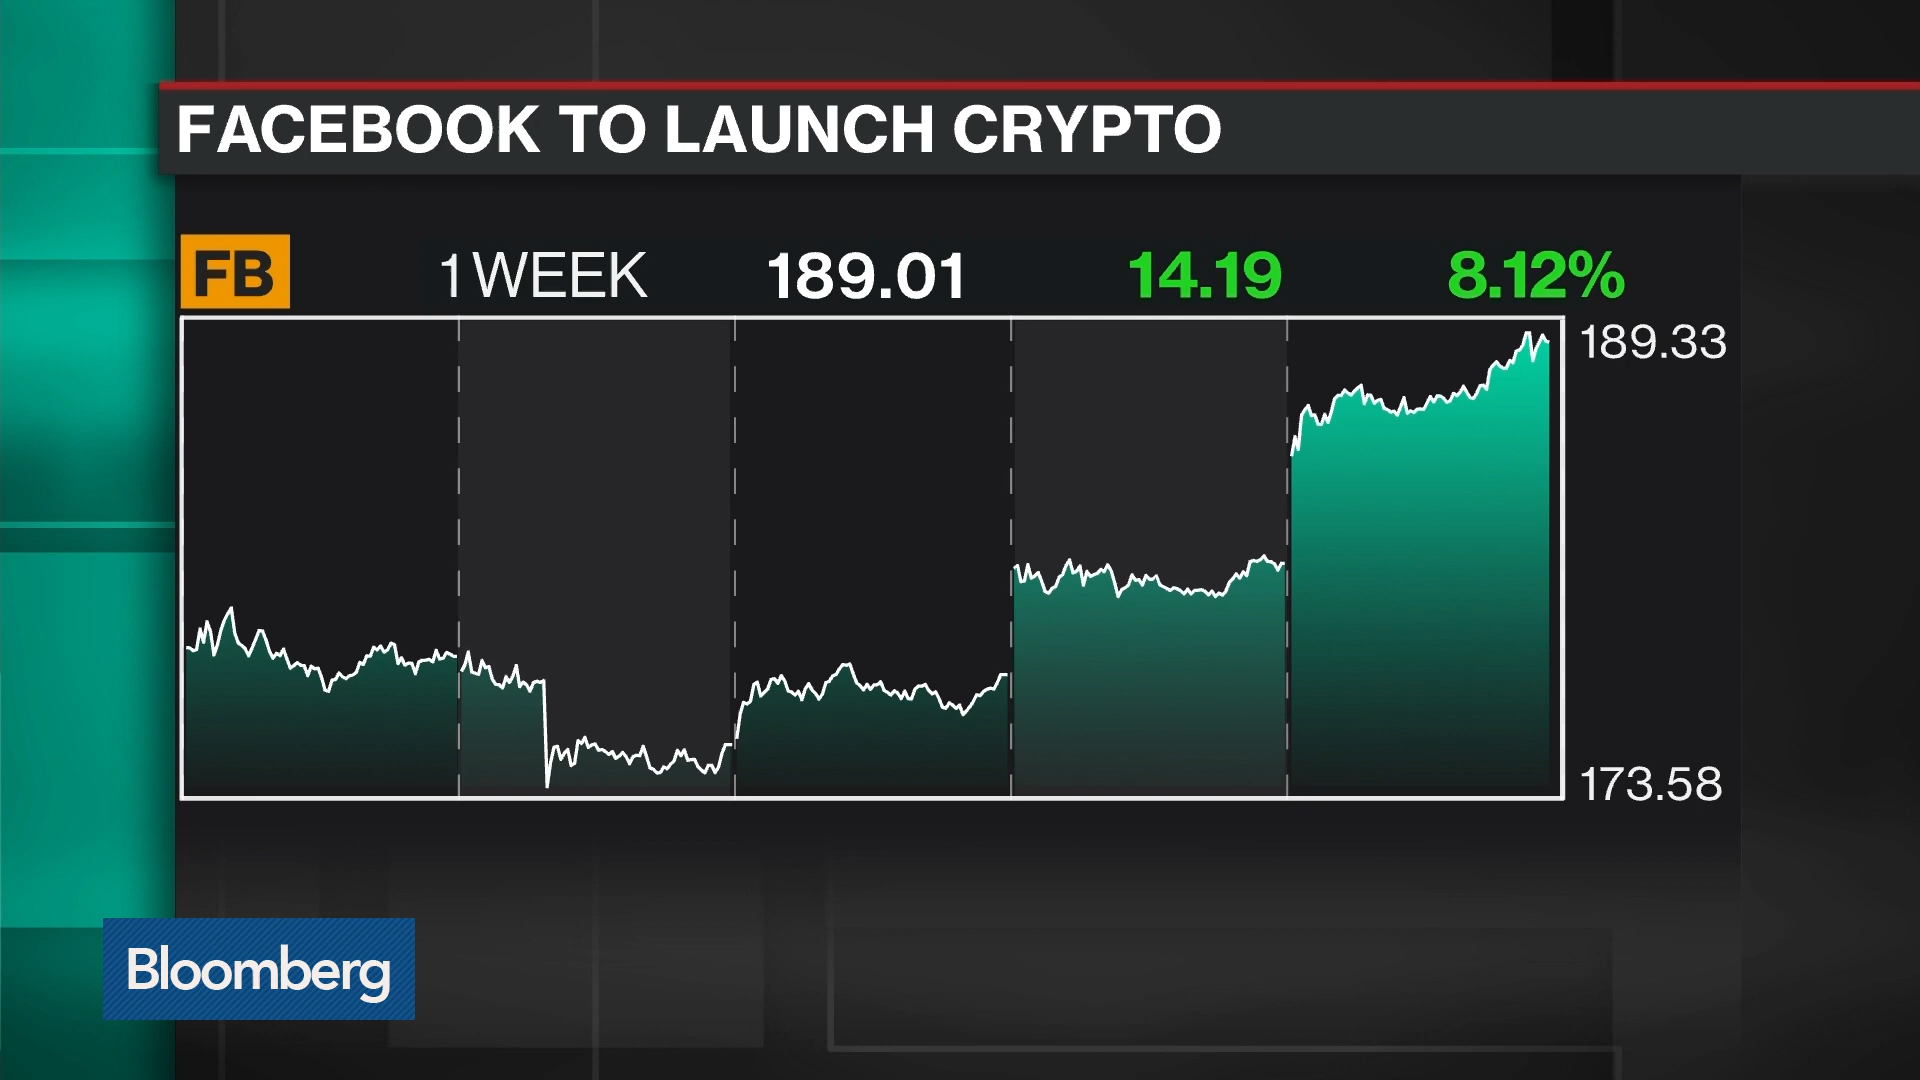 FACEBOOK TO LAUNCH CRYPTO
FB 1 WEEK 189.01 14.19 8.12%
189.33
173.58
Bloomberg